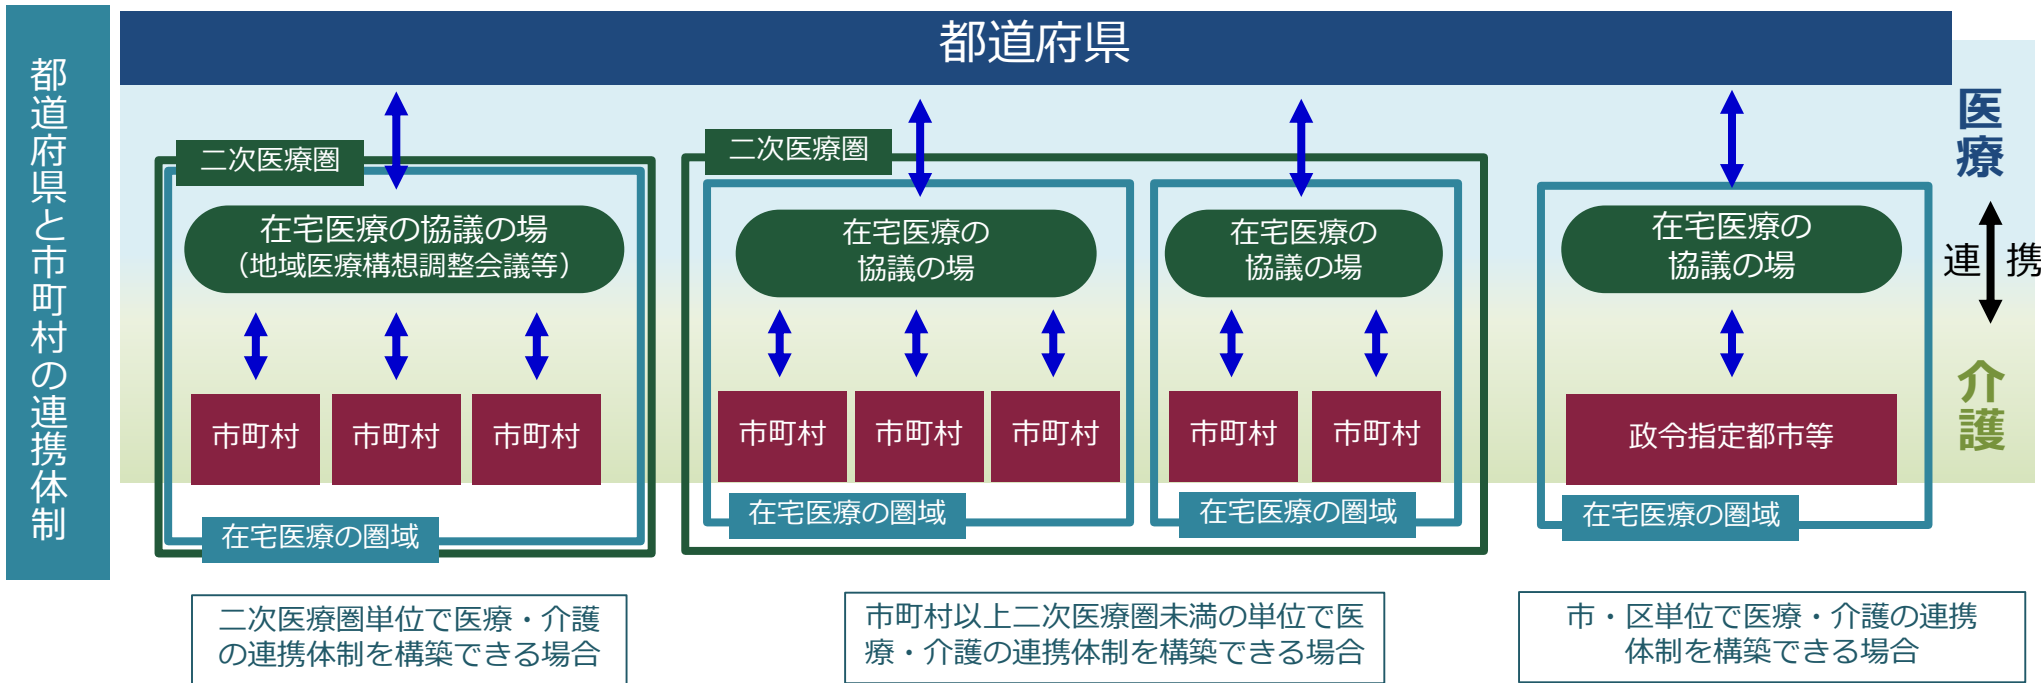 都道府県と市町村の連携体制
都道府県
二次医療圏
在宅医療の協議の場
（地域医療構想調整会議等）
市町村
市町村
市町村
在宅医療の圏域
二次医療圏単位で医療・介護
の連携体制を構築できる場合
二次医療圏
在宅医療の
協議の場
市町村
市町村
市町村
在宅医療の圏域
在宅医療の
協議の場
市町村
市町村
在宅医療の圏域
市町村以上二次医療圏未満の単位で医
療・介護の連携体制を構築できる場合
在宅医療の
協議の場
政令指定都市等
在宅医療の圏域
市・区単位で医療・介護の連携
体制を構築できる場合
医療
連携
介護